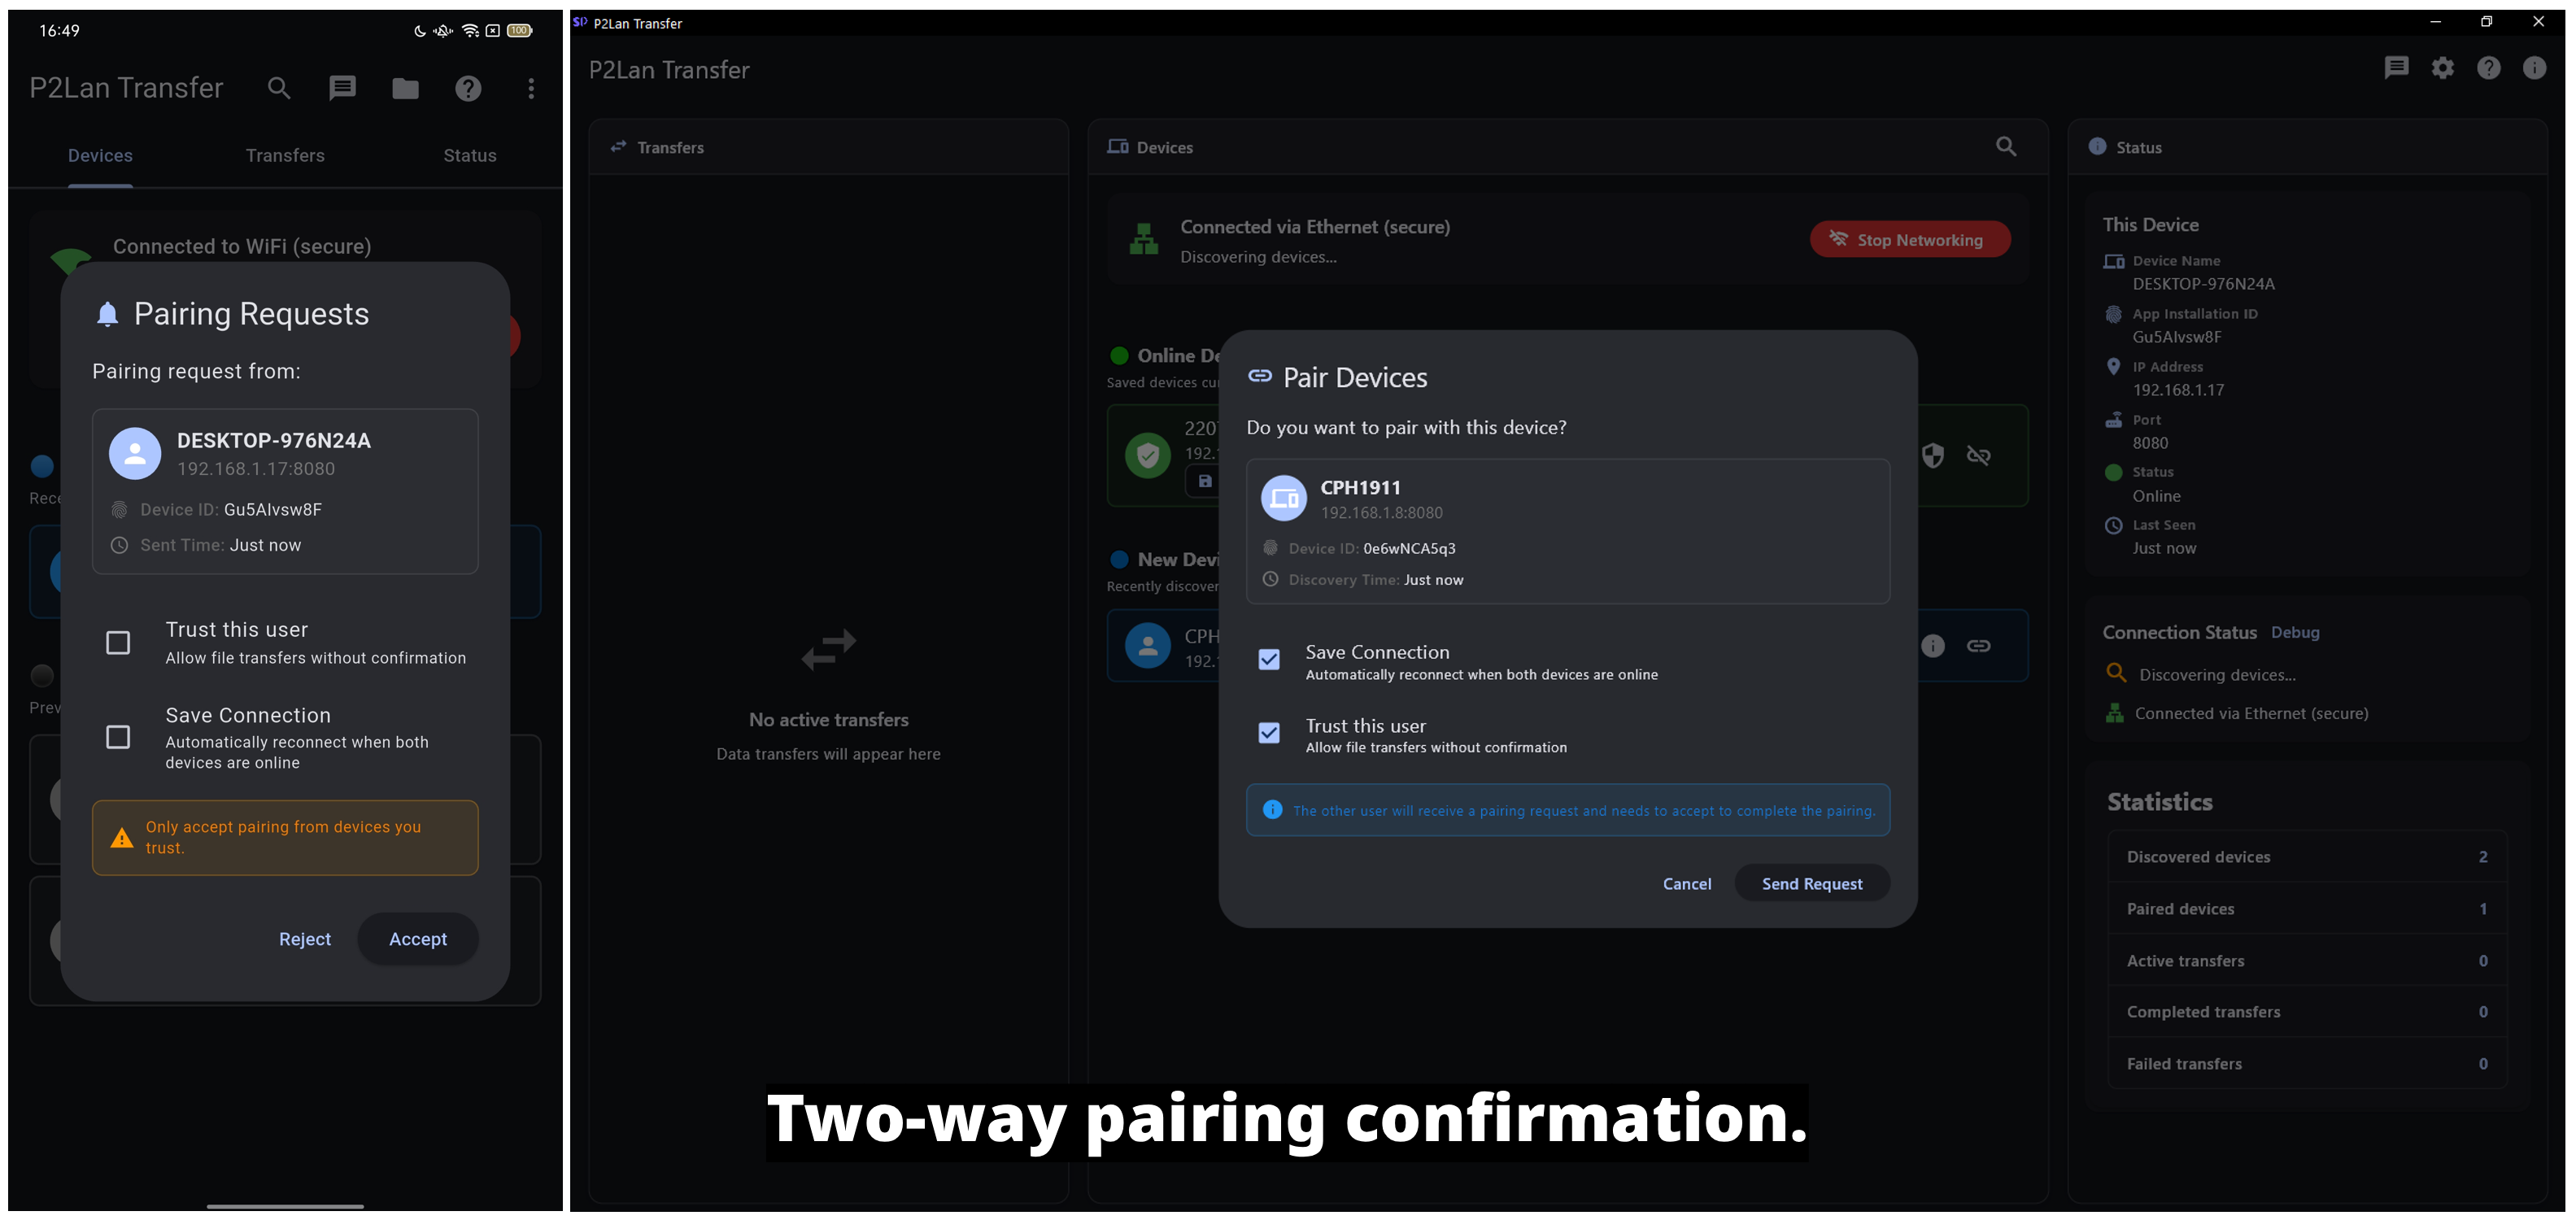 16:49
100
P2Lan Transfer
Devices
Transfers
Status
Connected to WiFi (secure)
Pairing Requests
Pairing request from:
DESKTOP-976N24A
192.168.1.17:8080
Device ID: Gu5AIvsw8F
Sent Time: Just now
Trust this user
Allow file transfers without confirmation
Save Connection
Automatically reconnect when both
devices are online
Only accept pairing from devices you
trust.
Reject
Accept
P2Lan Transfer
P2Lan Transfer
Transfers
No active transfers
Data transfers will appear here
Devices
Connected via Ethernet (secure)
Discovering devices...
Stop Networking
Online De
Saved devices cu
220
192.
New Devi
Recently discover
CPH
192.
Pair Devices
Do you want to pair with this device?
CPH1911
192.168.1.8:8080
Device ID: 0e6wNCA5q3
Discovery Time: Just now
Save Connection
Automatically reconnect when both devices are online
Trust this user
Allow file transfers without confirmation
The other user will receive a pairing request and needs to accept to complete the pairing.
Cancel
Send Request
Status
This Device
Device Name
DESKTOP-976N24A
App Installation ID
Gu5AIvsw8F
IP Address
192.168.1.17
Port
8080
Status
Online
Last Seen
Just now
Connection Status Debug
Discovering devices...
Connected via Ethernet (secure)
Statistics
Discovered devices 2
Paired devices 1
Active transfers 0
Completed transfers 0
Failed transfers 0
Two-way pairing confirmation.